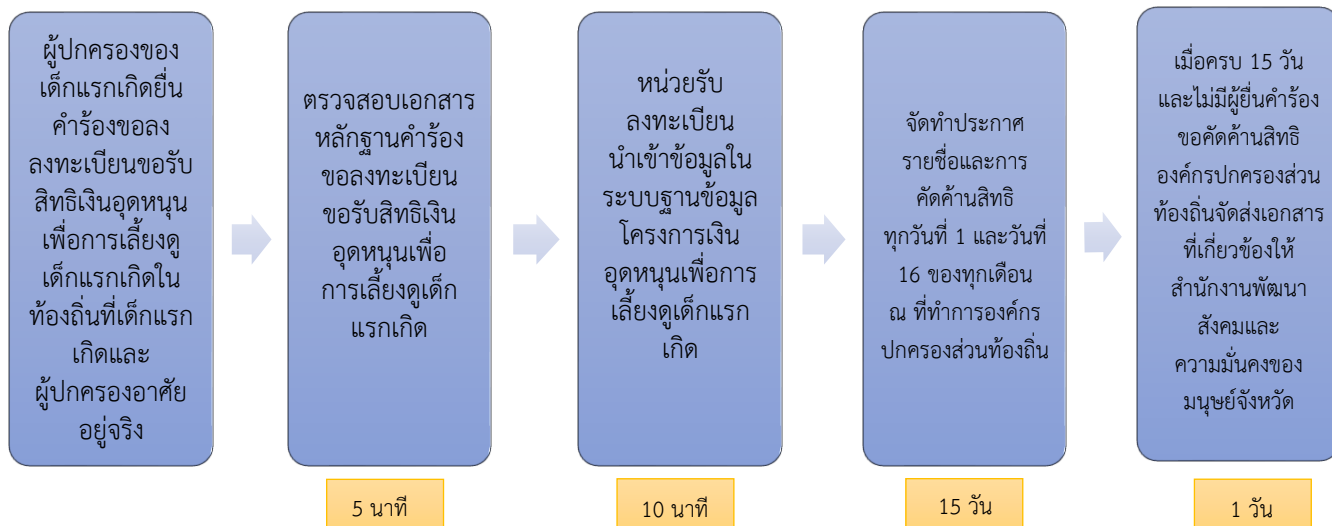 ผู้ปกครองของ
เด็กแรกเกิดยื่น
คำร้องขอลง
ลงทะเบียนขอรับ
สิทธิเงินอุดหนุน
เพื่อการเลี้ยงดู
เด็กแรกเกิดใน
ท้องถิ่นที่เด็กแรก
เกิดและ
ผู้ปกครองอาศัย
อยู่จริง
ตรวจสอบเอกสาร
หลักฐานคำร้อง
ขอลงทะเบียน
ขอรับสิทธิเงิน
อุดหนุนเพื่อ
การเลี้ยงดูเด็ก
แรกเกิด
5 นาที
หน่วยรับ
ลงทะเบียน
นำเข้าข้อมูลใน
ระบบฐานข้อมูล
โครงการเงิน
อุดหนุนเพื่อการ
เลี้ยงดูเด็กแรก
เกิด
10 นาที
จัดทำประกาศ
รายชื่อและการ
คัดค้านสิทธิ
ทุกวันที่ 1 และวันที่
16 ของทุกเดือน
ณ ที่ทำการองค์กร
ปกครองส่วนท้องถิ่น
15 วัน
เมื่อครบ 15 วัน
และไม่มีผู้ยื่นคำร้อง
ขอคัดค้านสิทธิ
องค์กรปกครองส่วน
ท้องถิ่นจัดส่งเอกสาร
ที่เกี่ยวข้องให้
สำนักงานพัฒนา
สังคมและ
ความมั่นคงของ
มนุษย์จังหวัด
1 วัน